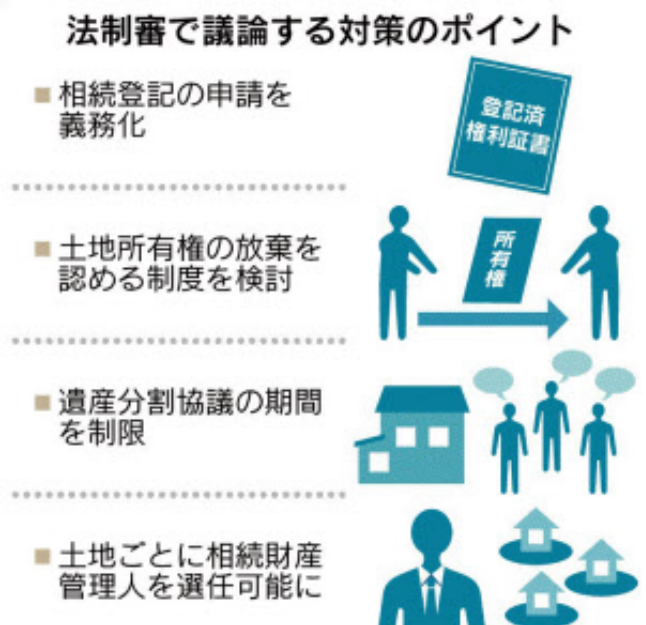 法制審で議論する対策のポイント
■相続登記の申請を
義務化
登記済
権利証書
■土地所有権の放棄を
認める制度を検討
所有権
■遺産分割協議の期間
を制限
■土地ごとに相続財産
管理人を選任可能に